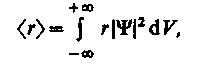 ⟨r⟩ = ∫_{-∞}^{+∞} r|Ψ|² dV,